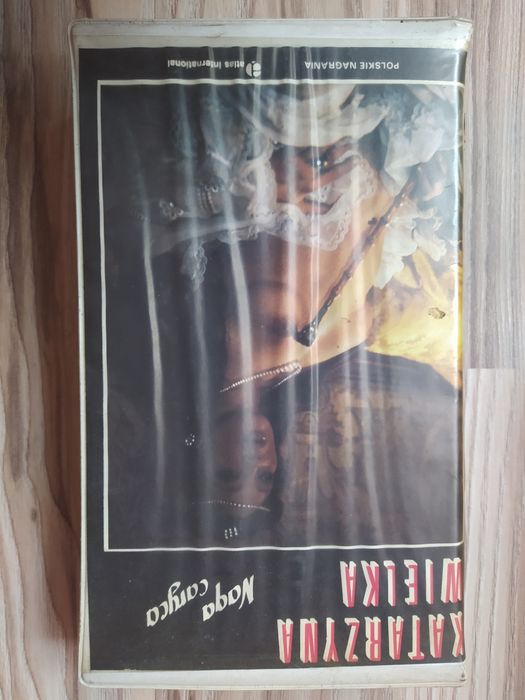 KATARZYNA
WIELKA
Naga
caryca
POLSKIE NAGRANIA
atlas international